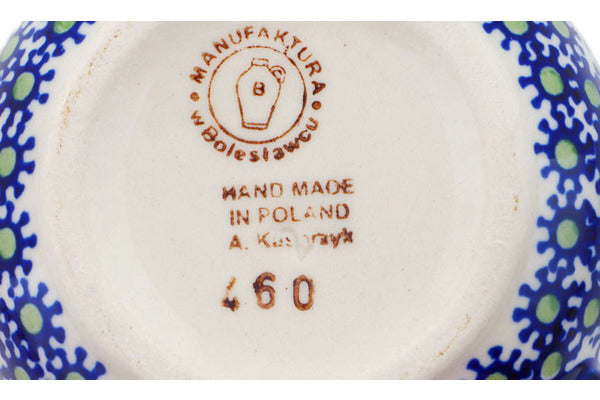 MANUFAKTURA
w Bolesławcu
B
HAND MADE
IN POLAND
A.
460